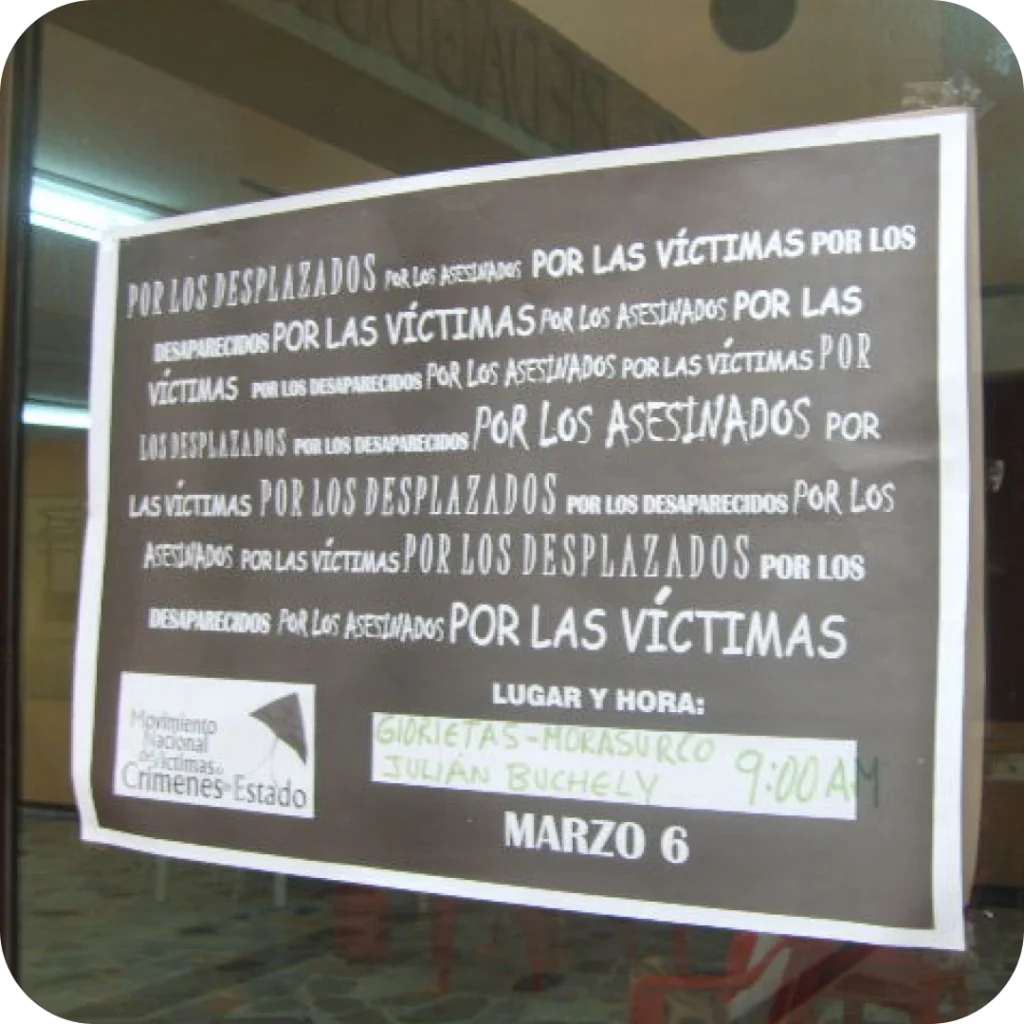 POR LOS DESPLAZADOS POR LOS ASESINADOS POR LAS VÍCTIMAS POR LOS
DESAPARECIDOS POR LAS VÍCTIMAS POR LOS ASESINADOS POR LAS
VÍCTIMAS POR LOS DESAPARECIDOS POR LOS ASESINADOS POR LAS VÍCTIMAS POR
LOS DESPLAZADOS POR LOS DESAPARECIDOS POR LOS ASESINADOS POR
LAS VÍCTIMAS POR LOS DESPLAZADOS POR LOS DESAPARECIDOS POR LOS
ASESINADOS POR LAS VÍCTIMAS POR LOS DESPLAZADOS POR LOS
DESAPARECIDOS POR LOS ASESINADOS POR LAS VÍCTIMAS
Movimiento
Nacional
de Víctimas de
Crímenes de Estado
LUGAR Y HORA:
GLORIETAS-MORASURCO
JULIÁN BUCHELY 9:00 AM
MARZO 6